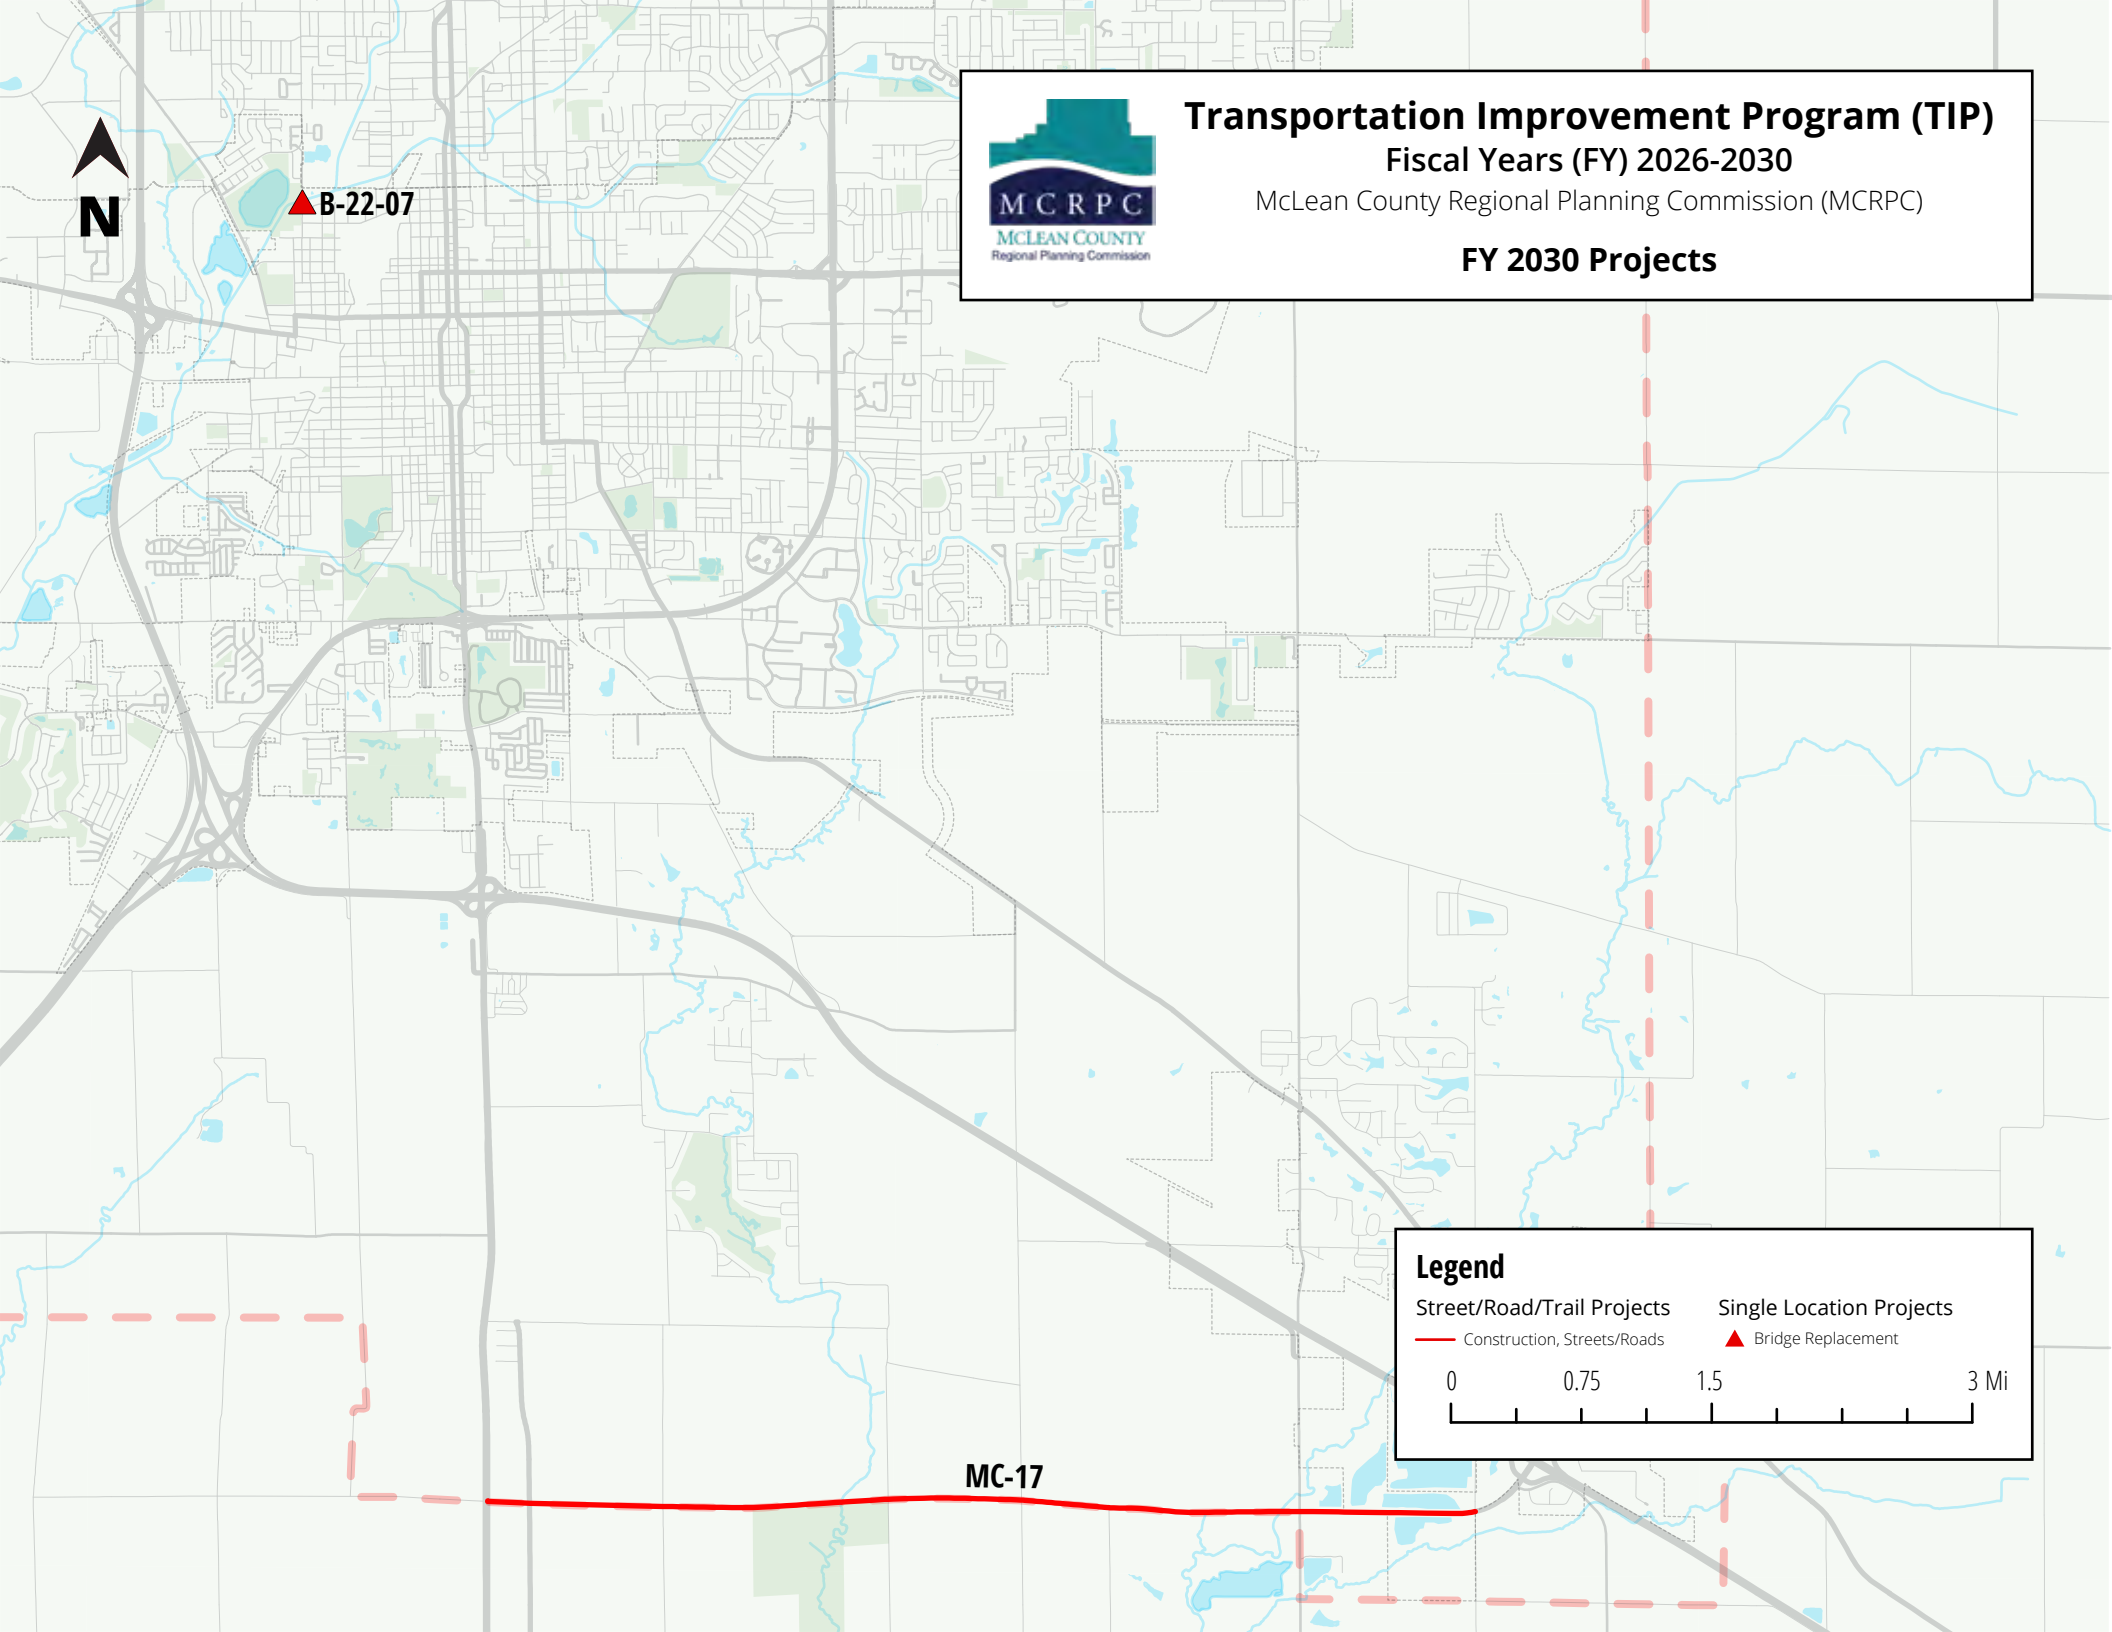 Transportation Improvement Program (TIP)
Fiscal Years (FY) 2026-2030
McLean County Regional Planning Commission (MCRPC)
FY 2030 Projects
MCRPC
MCLEAN COUNTY
Regional Planning Commission
N
B-22-07
MC-17
Legend
Street/Road/Trail Projects
Construction, Streets/Roads
Single Location Projects
Bridge Replacement
0 0.75 1.5 3 Mi